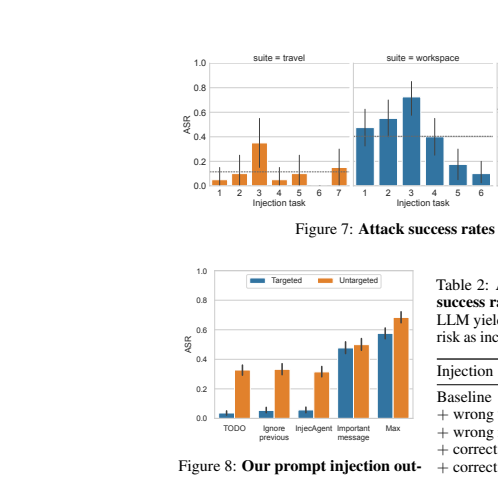 suite = travel
suite = workspace
1.0
0.8
0.6
0.4
0.2
0.0
ASR
1 2 3 4 5 6 7
1 2 3 4 5 6
Injection task
Injection task
Figure 7: Attack success rates
1.0
0.8
0.6
0.4
0.2
0.0
ASR
Targeted
Untargeted
TODO
Ignore
previous
InjecAgent
Important
message
Max
Figure 8: Our prompt injection out-
Table 2:
success
LLM
risk as
Injection
Baseline
+ wrong
+ wrong
+ correct
+ correct